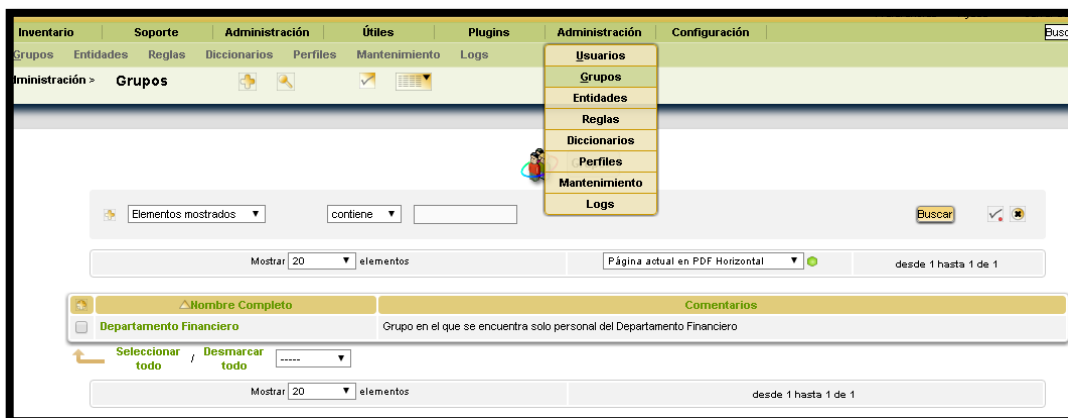 Inventario Soporte Administración Útiles Plugins Administración Configuración
Grupos Entidades Reglas Diccionarios Perfiles Mantenimiento Logs
ministración > Grupos
Usuarios
Grupos
Entidades
Reglas
Diccionarios
Perfiles
Mantenimiento
Logs
Elementos mostrados contiene Buscar
Mostrar 20 elementos Página actual en PDF Horizontal desde 1 hasta 1 de 1
Nombre Completo Comentarios
Departamento Financiero Grupo en el que se encuentra solo personal del Departamento Financiero
Seleccionar todo / Desmarcar todo -----
Mostrar 20 elementos desde 1 hasta 1 de 1